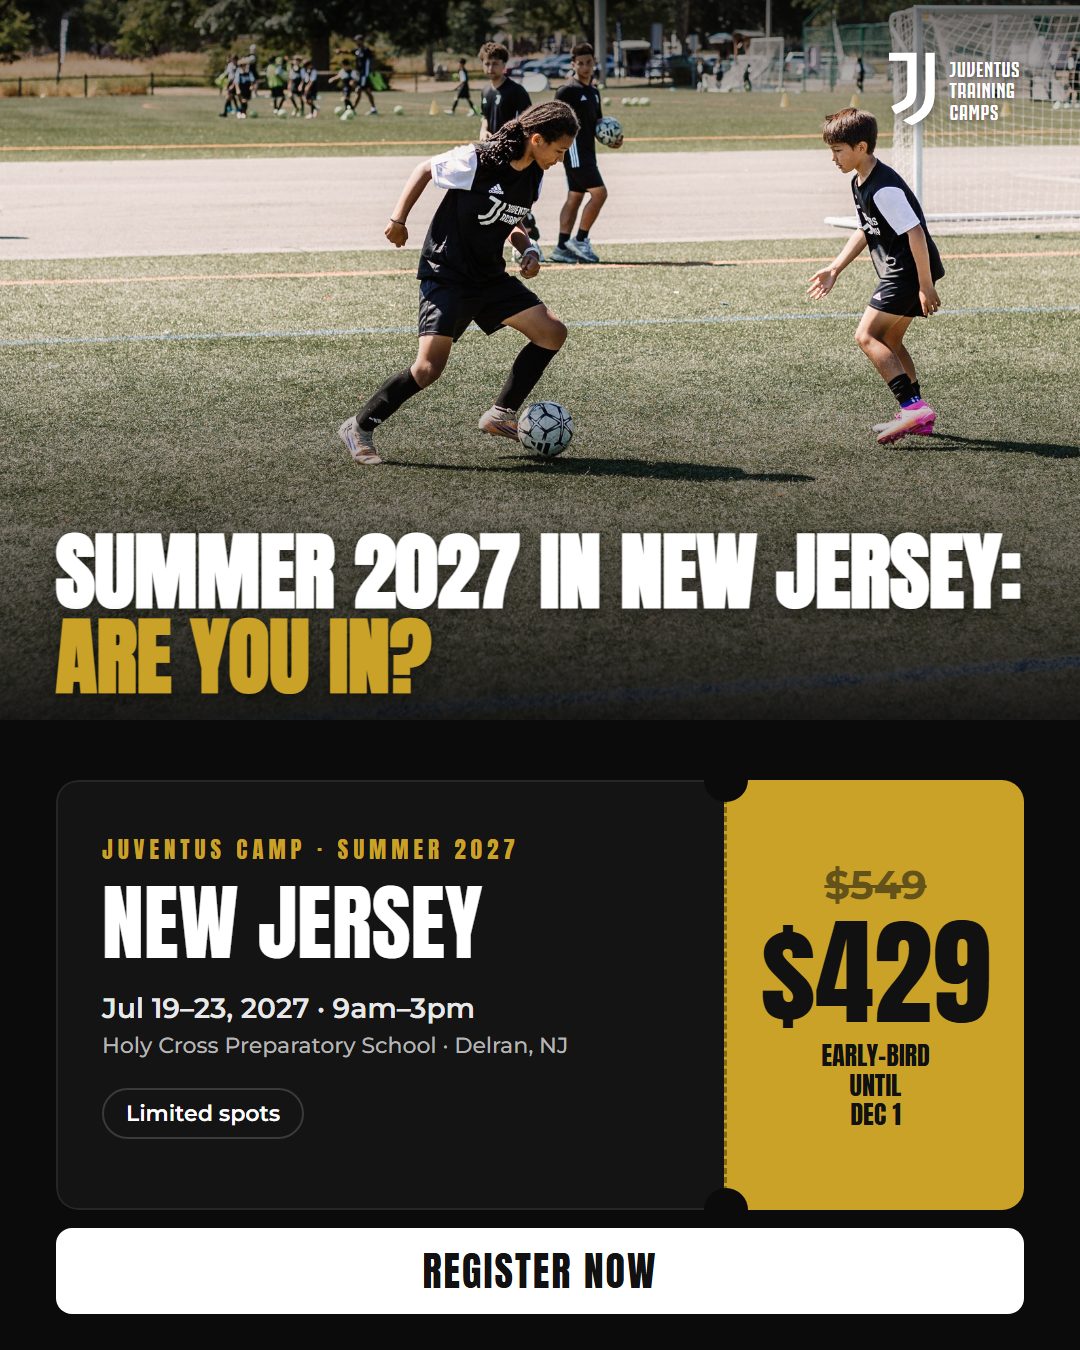 JUVENTUS
TRAINING
CAMPS
SUMMER 2027 IN NEW JERSEY:
ARE YOU IN?
JUVENTUS CAMP · SUMMER 2027
NEW JERSEY
Jul 19–23, 2027 · 9am–3pm
Holy Cross Preparatory School · Delran, NJ
Limited spots
$549
$429
EARLY-BIRD
UNTIL
DEC 1
REGISTER NOW